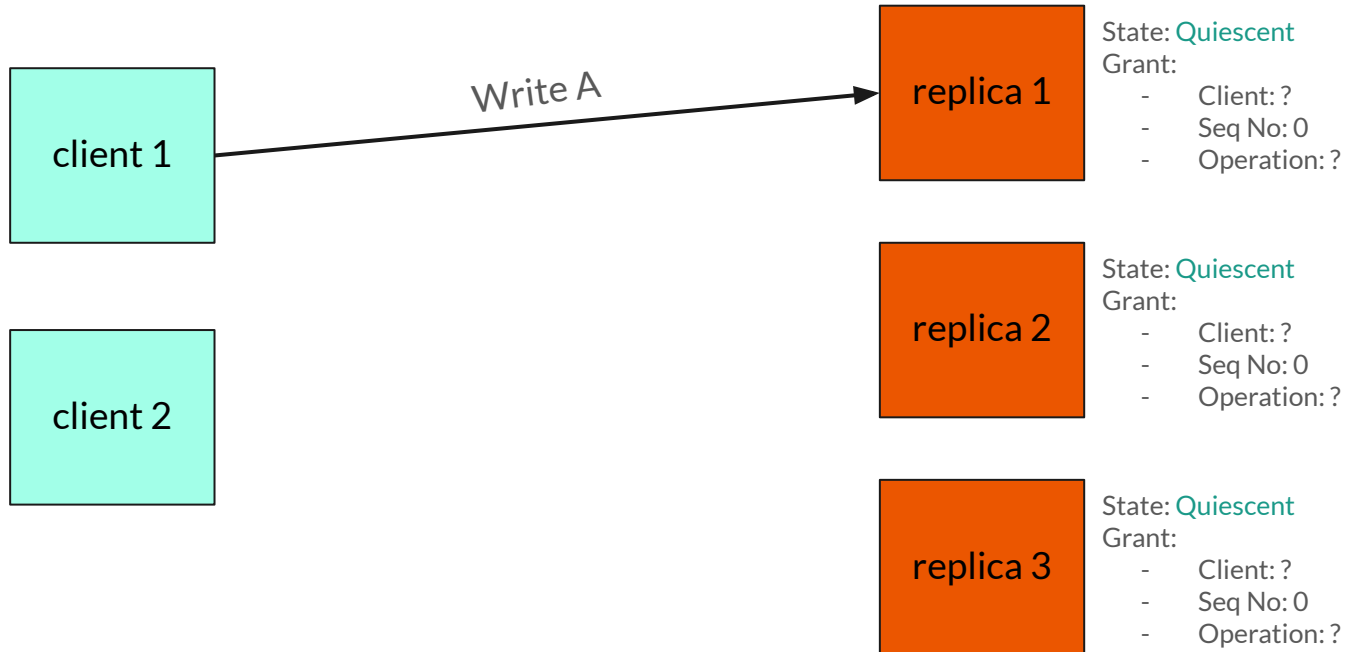 client 1
Write A
replica 1
State: Quiescent
Grant:
- Client: ?
- Seq No: 0
- Operation: ?
client 2
replica 2
State: Quiescent
Grant:
- Client: ?
- Seq No: 0
- Operation: ?
replica 3
State: Quiescent
Grant:
- Client: ?
- Seq No: 0
- Operation: ?